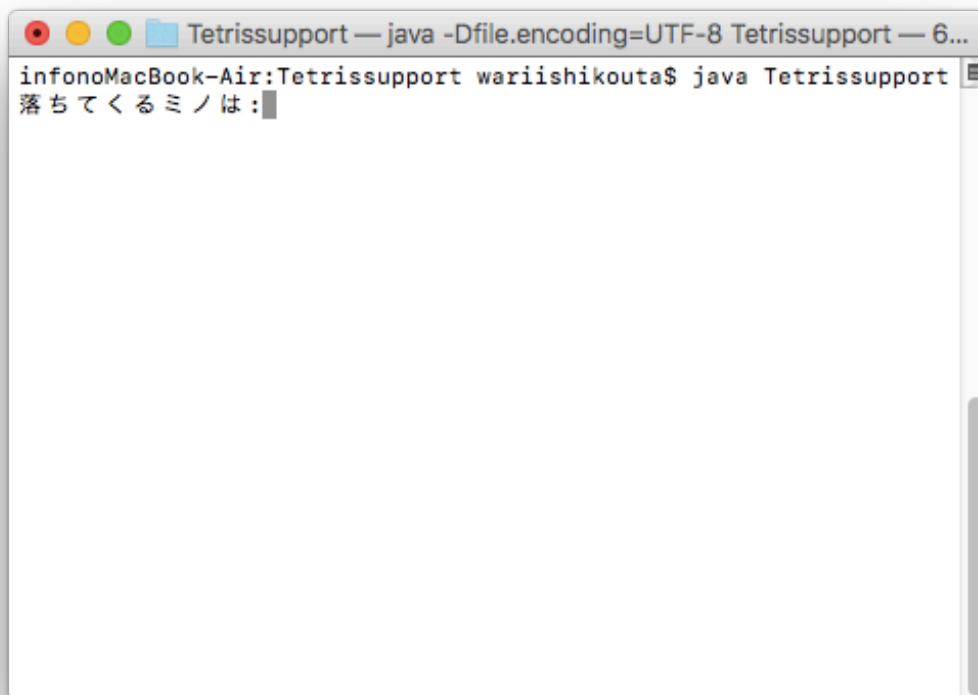 Tetrissupport — java -Dfile.encoding=UTF-8 Tetrissupport — 6...
infonoMacBook-Air:Tetrissupport wariishikouta$ java Tetrissupport
落ちてくるミノは: